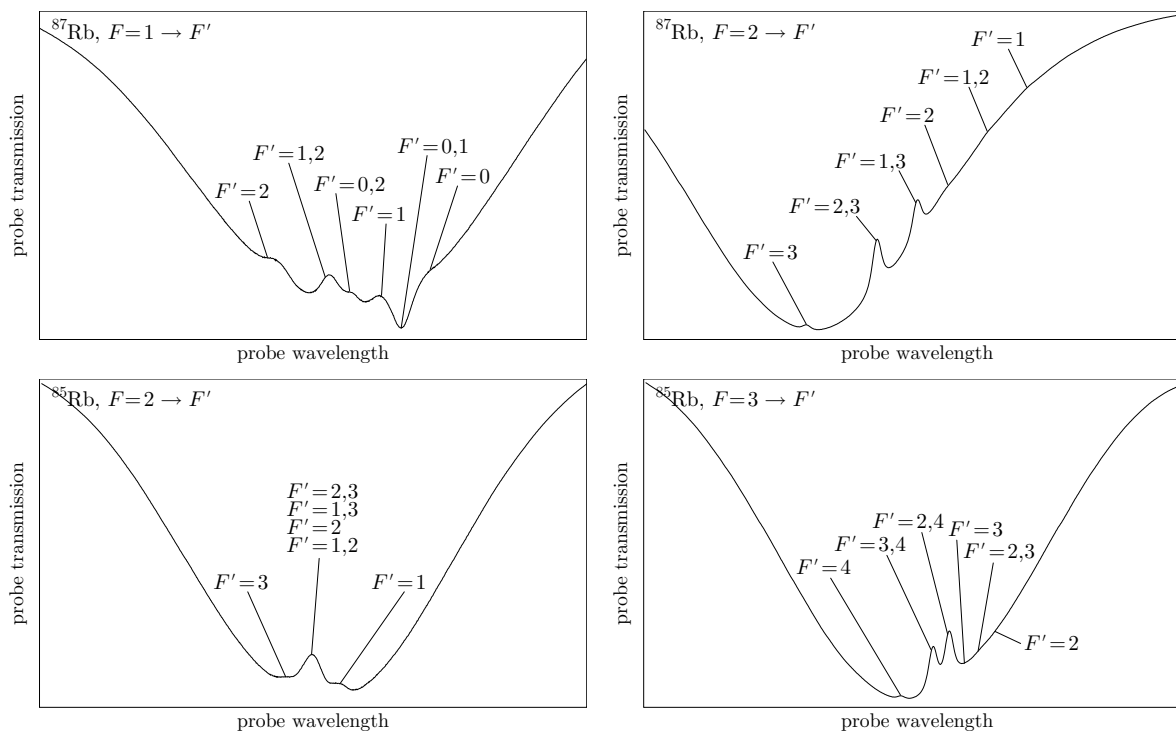 ⁸⁷Rb, F=1 → F′
F′=1,2
F′=2
F′=0,2
F′=1
F′=0,1
F′=0
probe transmission
probe wavelength
⁸⁷Rb, F=2 → F′
F′=1
F′=1,2
F′=2
F′=1,3
F′=2,3
F′=3
probe transmission
probe wavelength
⁸⁵Rb, F=2 → F′
F′=2,3
F′=1,3
F′=2
F′=1,2
F′=3
F′=1
probe transmission
probe wavelength
⁸⁵Rb, F=3 → F′
F′=2,4
F′=3
F′=3,4
F′=2,3
F′=4
F′=2
probe transmission
probe wavelength